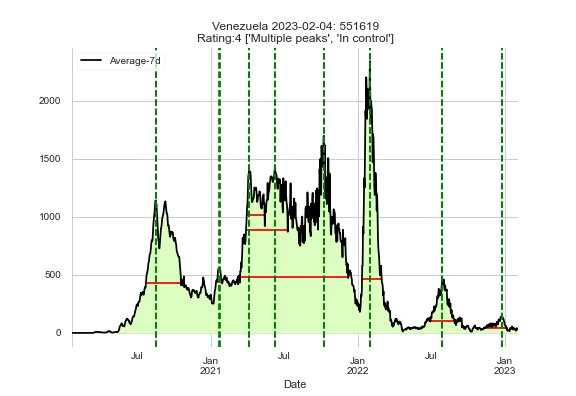 Venezuela 2023-02-04: 551619
Rating:4 ['Multiple peaks', 'In control']
Average-7d
2000
1500
1000
500
0
Jul
Jan
2021
Jul
Jan
2022
Jul
Jan
2023
Date